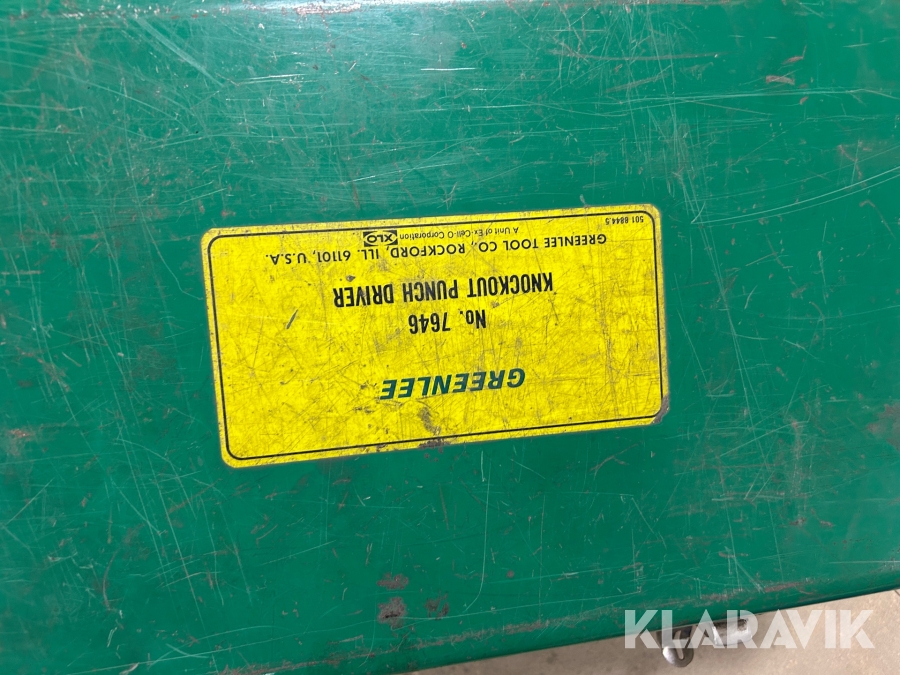 GREENLEE
No. 7646
KNOCKOUT PUNCH DRIVER
GREENLEE TOOL CO., ROCKFORD, ILL. 61101, U.S.A.
A Unit of Ex-Cell-O Corporation XLO
501 8844.5
KLARAVIK